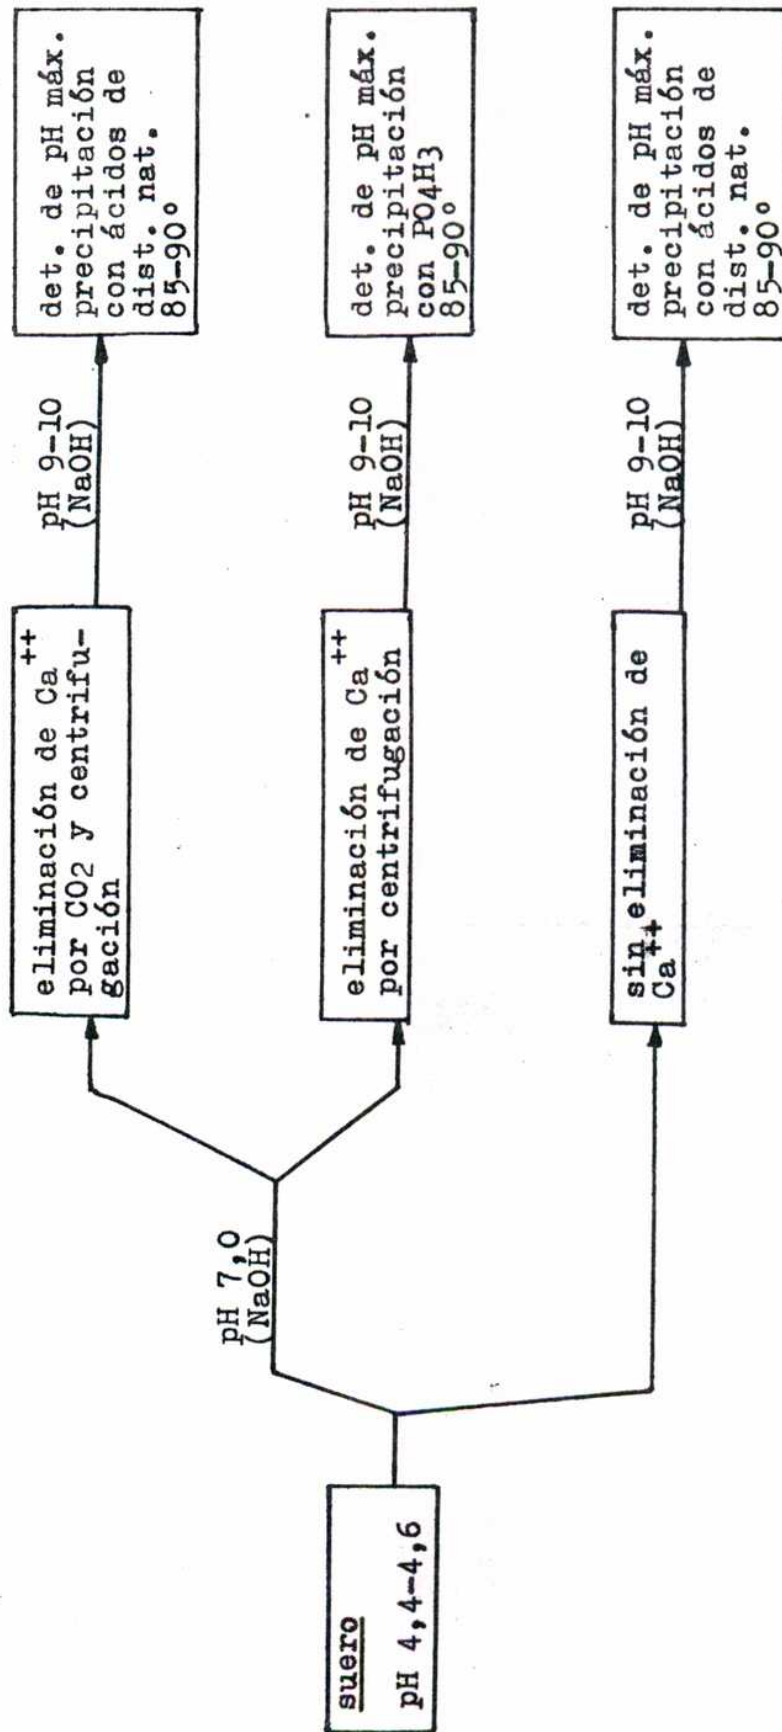 suero
pH 4,4-4,6
pH 7,0
(NaOH)
eliminación de Ca++
por CO2 y centrifu-
gación
pH 9-10
(NaOH)
det. de pH máx.
precipitación
con ácidos de
dist. nat.
85-90°
eliminación de Ca++
por centrifugación
pH 9-10
(NaOH)
det. de pH máx.
precipitación
con PO4H3
85-90°
sin eliminación de
Ca++
pH 9-10
(NaOH)
det. de pH máx.
precipitación
con ácidos de
dist. nat.
85-90°